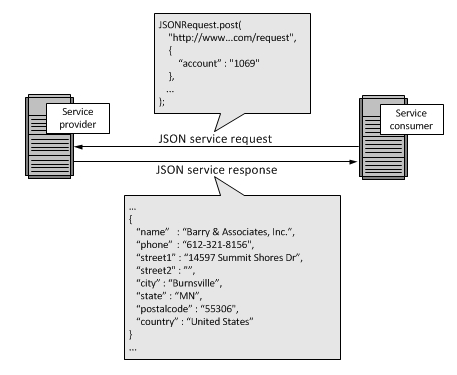 JSONRequest.post(
"http://www...com/request",
{
"account" : "1069"
},
...
);
Service
provider
Service
consumer
JSON service request
JSON service response
...
{
"name" : "Barry & Associates, Inc.",
"phone" : "612-321-8156",
"street1" : "14597 Summit Shores Dr",
"street2" : "",
"city" : "Burnsville",
"state" : "MN",
"postalcode" : "55306",
"country" : "United States"
}
...